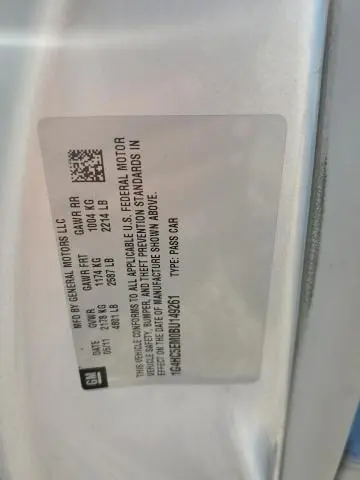 MFD BY GENERAL MOTORS LLC
DATE GVWR GAWR FRT GAWR RR
05/11 2178 KG 1174 KG 1004 KG
4801 LB 2587 LB 2214 LB
GM
THIS VEHICLE CONFORMS TO ALL APPLICABLE U.S. FEDERAL MOTOR
VEHICLE SAFETY, BUMPER, AND THEFT PREVENTION STANDARDS IN
EFFECT ON THE DATE OF MANUFACTURE SHOWN ABOVE.
1G4HC5EM0BU149261 TYPE: PASS CAR